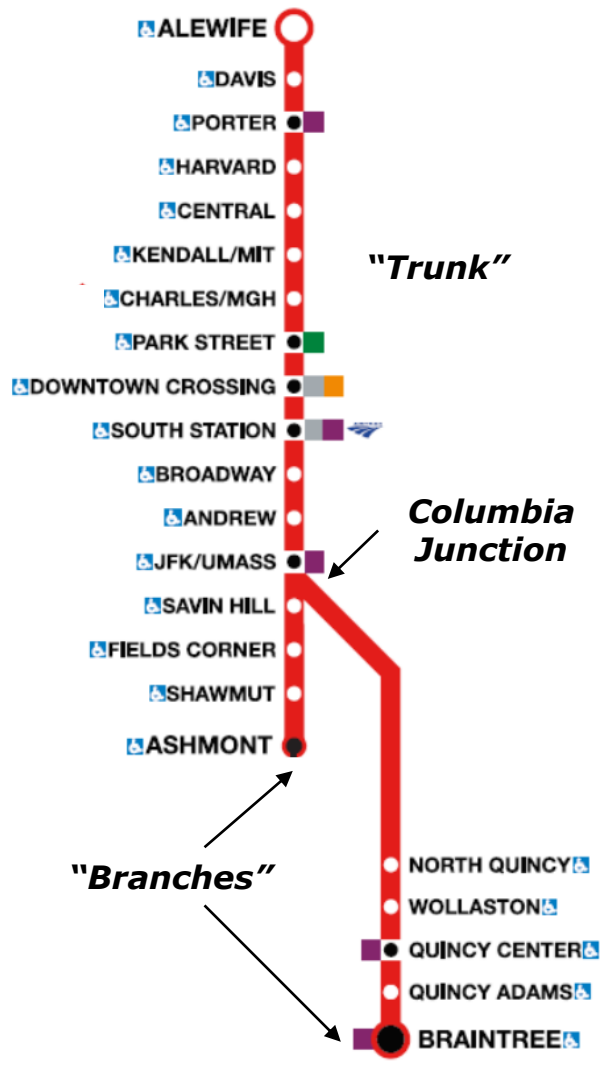 ALEWIFE
DAVIS
PORTER
HARVARD
CENTRAL
KENDALL/MIT
"Trunk"
CHARLES/MGH
PARK STREET
DOWNTOWN CROSSING
SOUTH STATION
BROADWAY
ANDREW
Columbia
Junction
JFK/UMASS
SAVIN HILL
FIELDS CORNER
SHAWMUT
ASHMONT
"Branches"
NORTH QUINCY
WOLLASTON
QUINCY CENTER
QUINCY ADAMS
BRAINTREE